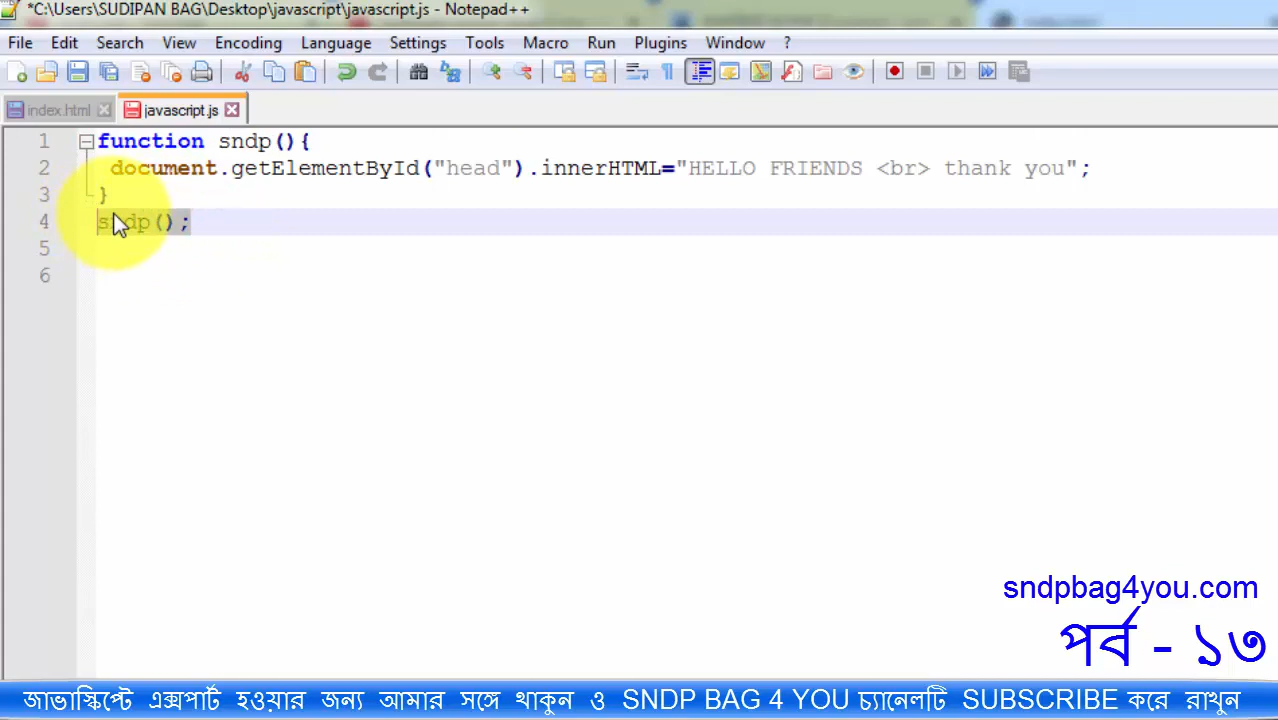 *C:\Users\SUDIPAN BAG\Desktop\javascript\javascript.js - Notepad++
File Edit Search View Encoding Language Settings Tools Macro Run Plugins Window ?
index.html javascript.js
1 function sndp(){
2 document.getElementById("head").innerHTML="HELLO FRIENDS <br> thank you";
3 }
4 sndp();
5
6
sndpbag4you.com
পর্ব - ১৩
জাভাস্ক্রিপ্টে এক্সপার্ট হওয়ার জন্য আমার সঙ্গে থাকুন ও SNDP BAG 4 YOU চ্যানেলটি SUBSCRIBE করে রাখুন